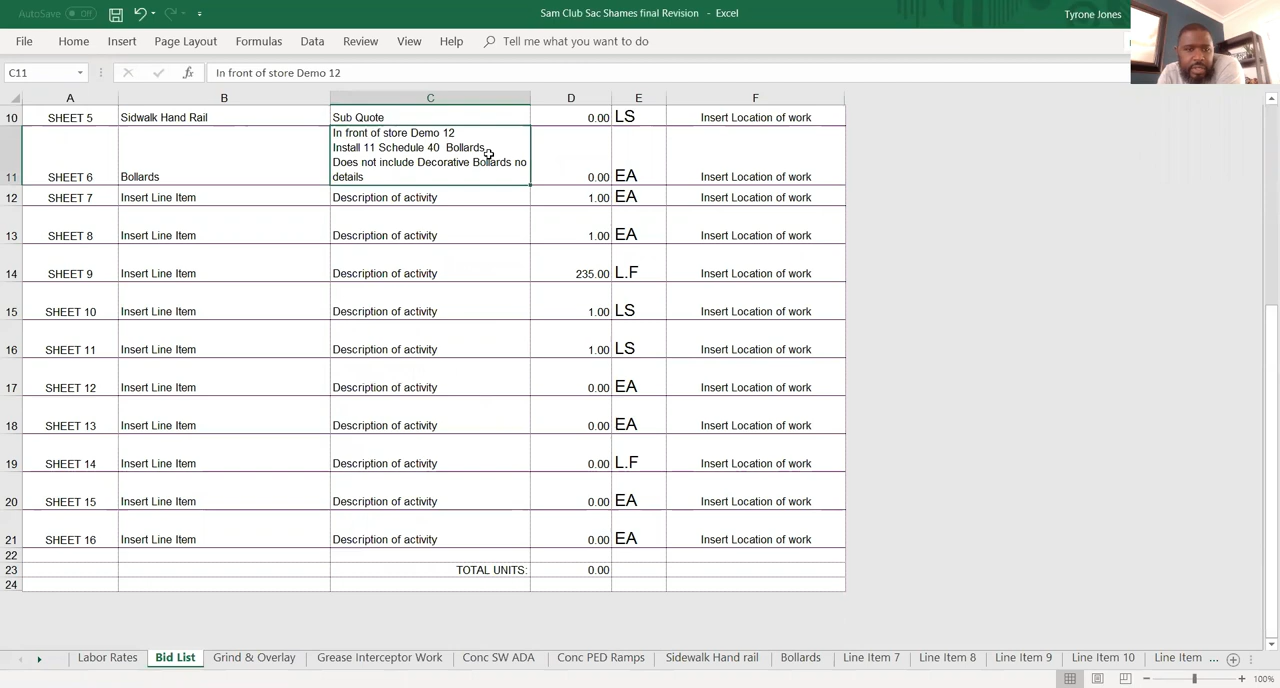 AutoSave Off
Sam Club Sac Shames final Revision - Excel
Tyrone Jones
File Home Insert Page Layout Formulas Data Review View Help Tell me what you want to do
C11 fx In front of store Demo 12
A B C D E F
10 SHEET 5 Sidwalk Hand Rail Sub Quote 0.00 LS Insert Location of work
In front of store Demo 12
Install 11 Schedule 40 Bollards
Does not include Decorative Bollards no
details
11 SHEET 6 Bollards 0.00 EA Insert Location of work
12 SHEET 7 Insert Line Item Description of activity 1.00 EA Insert Location of work
13 SHEET 8 Insert Line Item Description of activity 1.00 EA Insert Location of work
14 SHEET 9 Insert Line Item Description of activity 235.00 L.F Insert Location of work
15 SHEET 10 Insert Line Item Description of activity 1.00 LS Insert Location of work
16 SHEET 11 Insert Line Item Description of activity 1.00 LS Insert Location of work
17 SHEET 12 Insert Line Item Description of activity 0.00 EA Insert Location of work
18 SHEET 13 Insert Line Item Description of activity 0.00 EA Insert Location of work
19 SHEET 14 Insert Line Item Description of activity 0.00 L.F Insert Location of work
20 SHEET 15 Insert Line Item Description of activity 0.00 EA Insert Location of work
21 SHEET 16 Insert Line Item Description of activity 0.00 EA Insert Location of work
22
23 TOTAL UNITS: 0.00
24
Labor Rates Bid List Grind & Overlay Grease Interceptor Work Conc SW ADA Conc PED Ramps Sidewalk Hand rail Bollards Line Item 7 Line Item 8 Line Item 9 Line Item 10 Line Item ...
100%